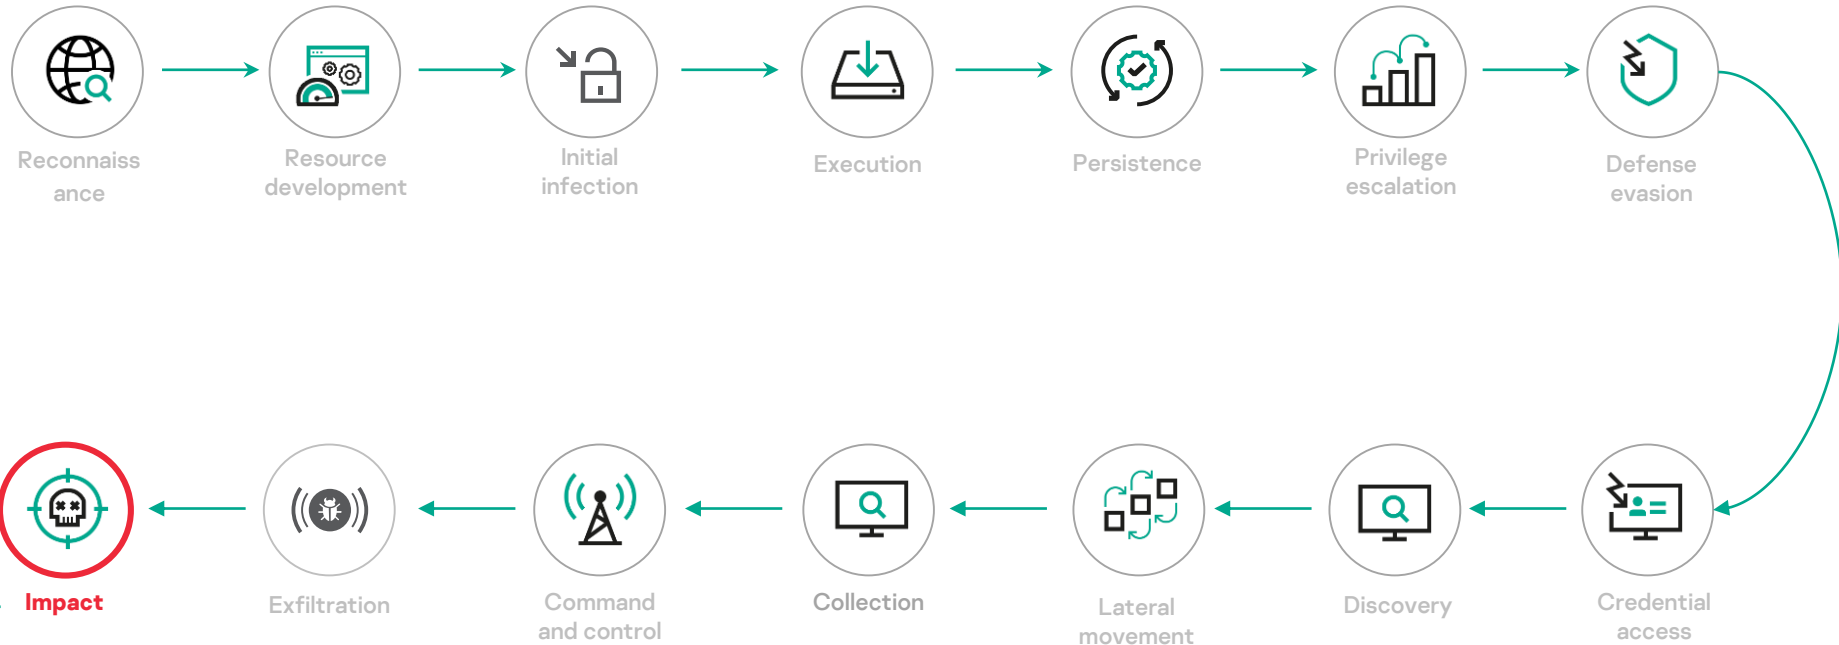 Reconnaiss
ance
Resource
development
Initial
infection
Execution
Persistence
Privilege
escalation
Defense
evasion
Impact
Exfiltration
Command
and control
Collection
Lateral
movement
Discovery
Credential
access